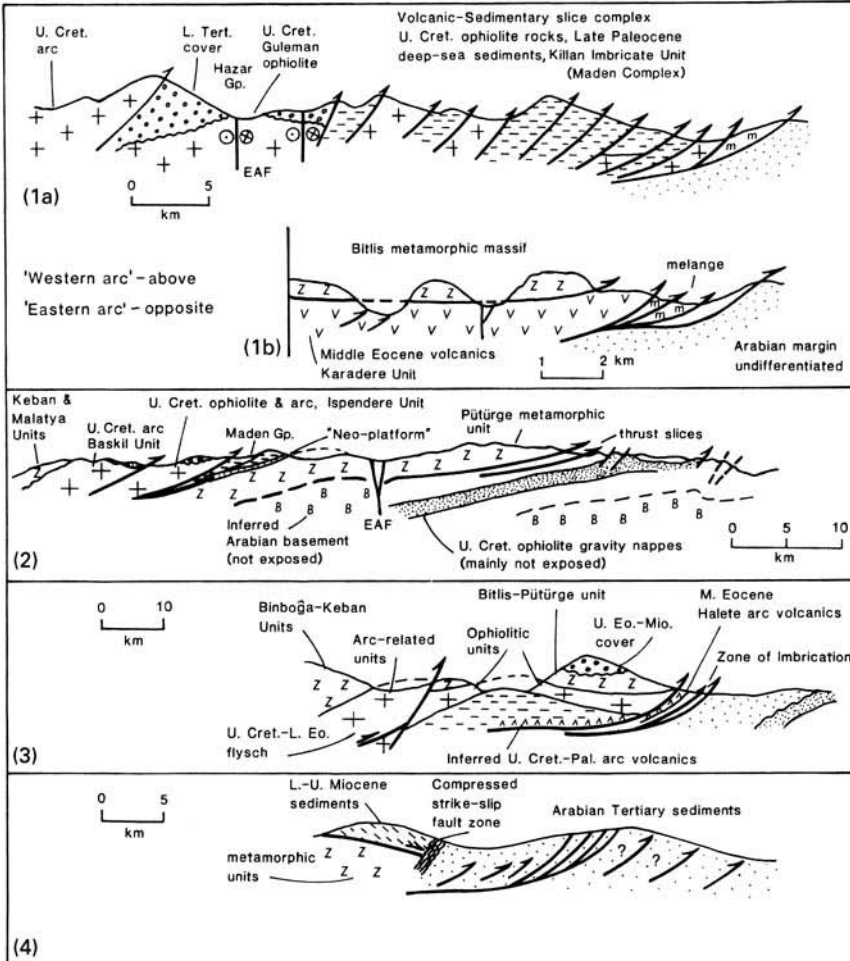 U. Cret.
arc
L. Tert.
cover
Hazar
Gp.
U. Cret.
Guleman
ophiolite
Volcanic-Sedimentary slice complex
U. Cret. ophiolite rocks, Late Paleocene
deep-sea sediments, Killan Imbricate Unit
(Maden Complex)
EAF
m
m
0 5
km
(1a)
Bitlis metamorphic massif
'Western arc' - above
'Eastern arc' - opposite
melange
Z Z
Z
Z Z
V V V V V V V
m
m
m
(1b)
Middle Eocene volcanics
Karadere Unit
1 2 km
Arabian margin
undifferentiated
Keban &
Malatya
Units
U. Cret. arc
Baskil Unit
U. Cret. ophiolite & arc, Ispendere Unit
Maden Gp.
"Neo-platform"
Pütürge metamorphic
unit
thrust slices
Z Z Z Z Z Z
B B B B B B B B B
Inferred
Arabian basement
(not exposed)
EAF
U. Cret. ophiolite gravity nappes
(mainly not exposed)
0 5 10
km
(2)
0 10
km
Binboğa-Keban
Units
Arc-related
units
Ophiolitic
units
Bitlis-Pütürge unit
U. Eo.-Mio.
cover
M. Eocene
Halete arc volcanics
Zone of Imbrication
Z Z Z
Z Z Z
U. Cret.-L. Eo.
flysch
Inferred U. Cret.-Pal. arc volcanics
(3)
0 5
km
L.-U. Miocene
sediments
Compressed
strike-slip
fault zone
Arabian Tertiary sediments
metamorphic
units
Z Z
Z Z
? ?
(4)